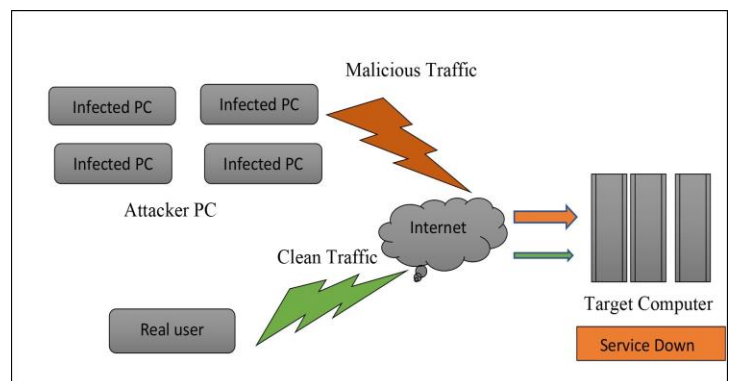 Malicious Traffic
Infected PC
Infected PC
Infected PC
Infected PC
Attacker PC
Internet
Clean Traffic
Target Computer
Real user
Service Down